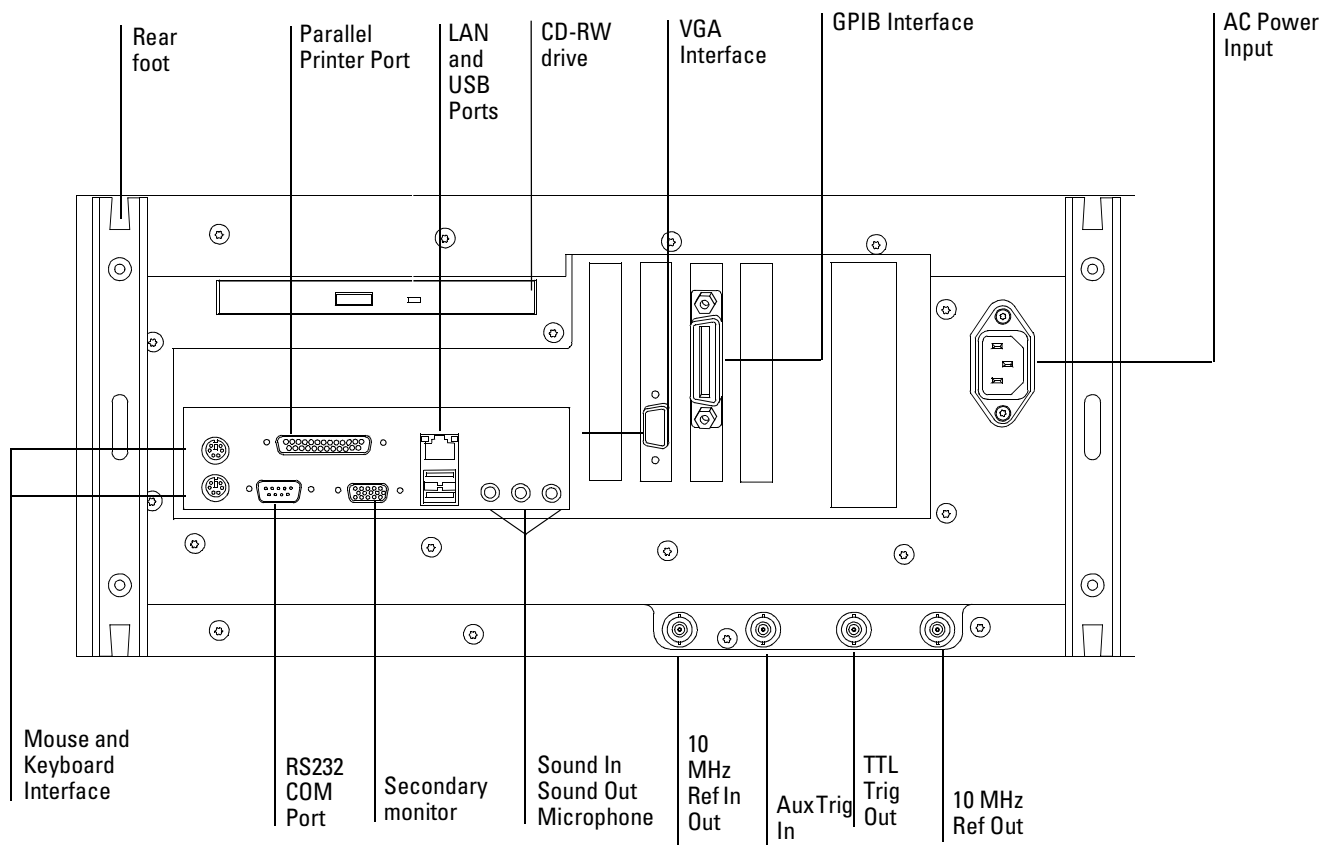 Rear
foot
Parallel
Printer Port
LAN
and
USB
Ports
CD-RW
drive
VGA
Interface
GPIB Interface
AC Power
Input
Mouse and
Keyboard
Interface
RS232
COM
Port
Secondary
monitor
Sound In
Sound Out
Microphone
10
MHz
Ref In
Out
AuxTrig
In
TTL
Trig
Out
10 MHz
Ref Out